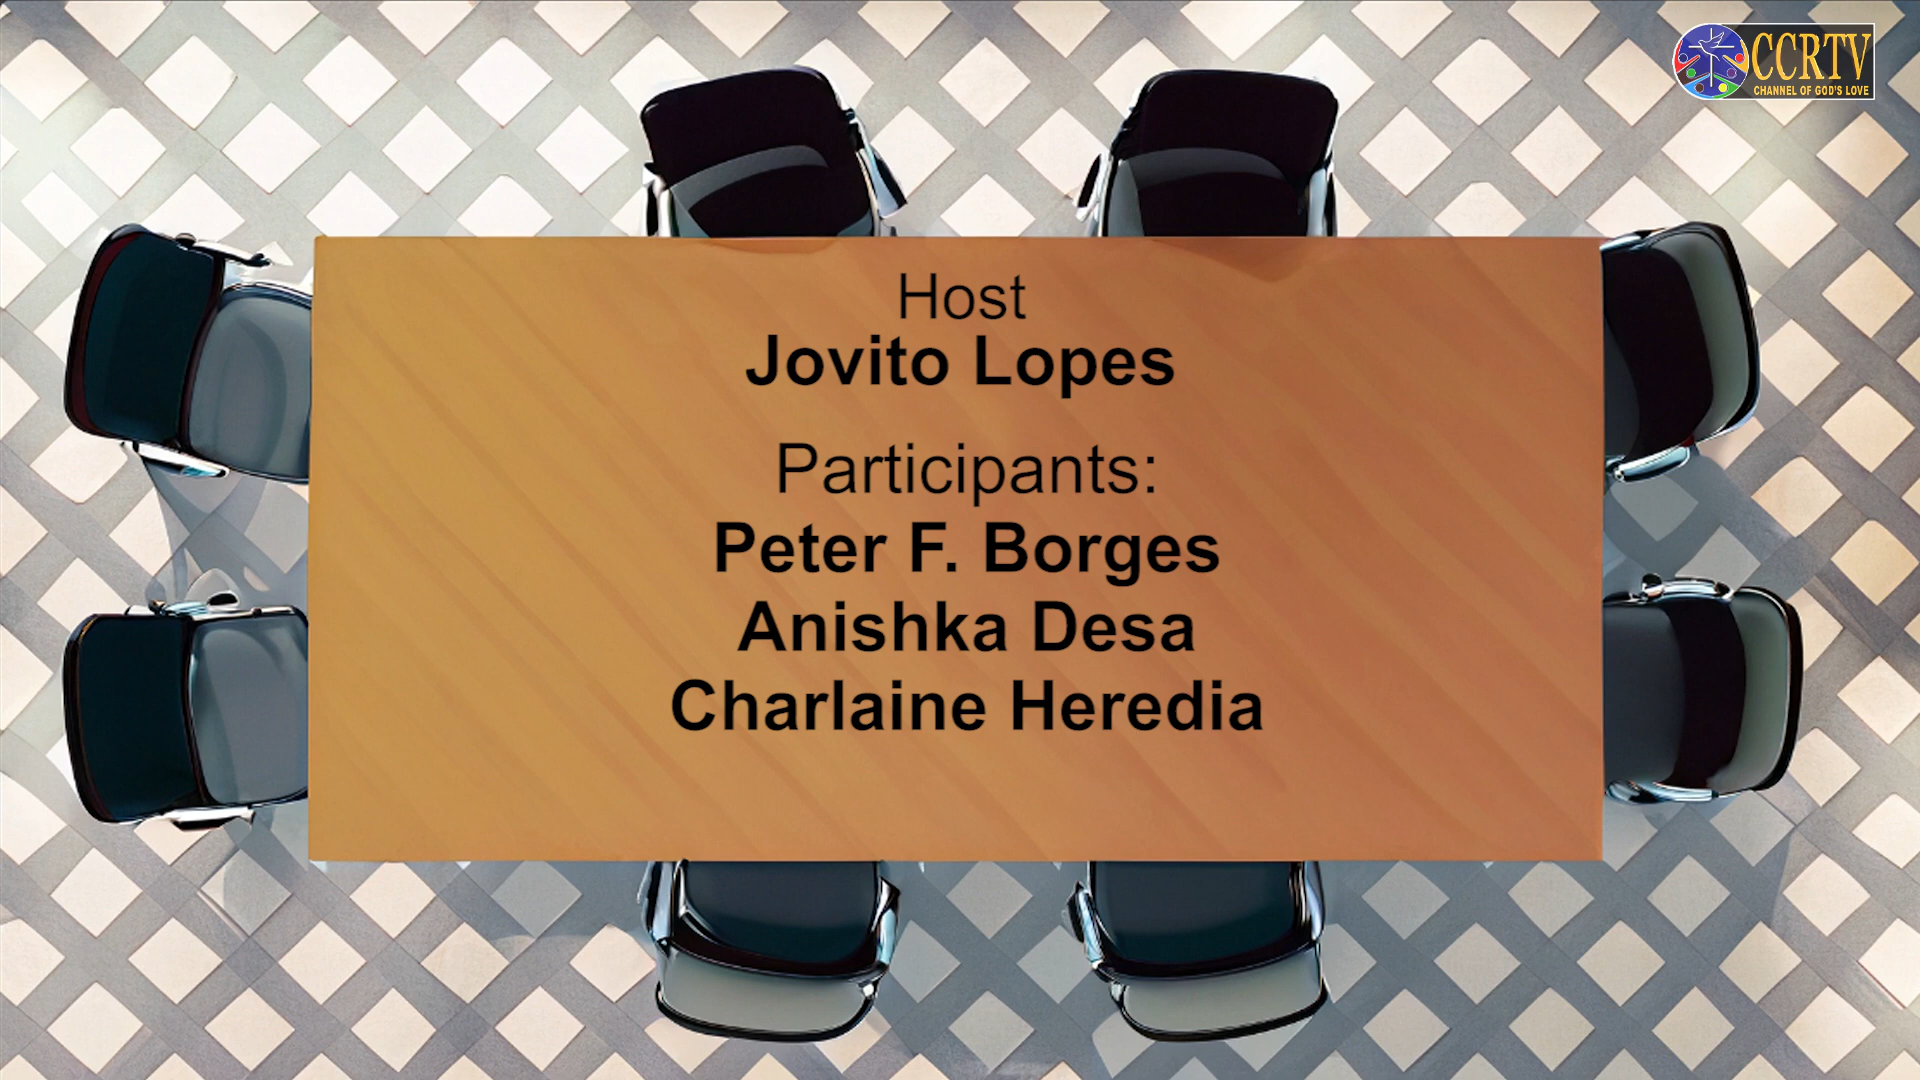 CCRTV
CHANNEL OF GOD'S LOVE
Host
Jovito Lopes
Participants:
Peter F. Borges
Anishka Desa
Charlaine Heredia